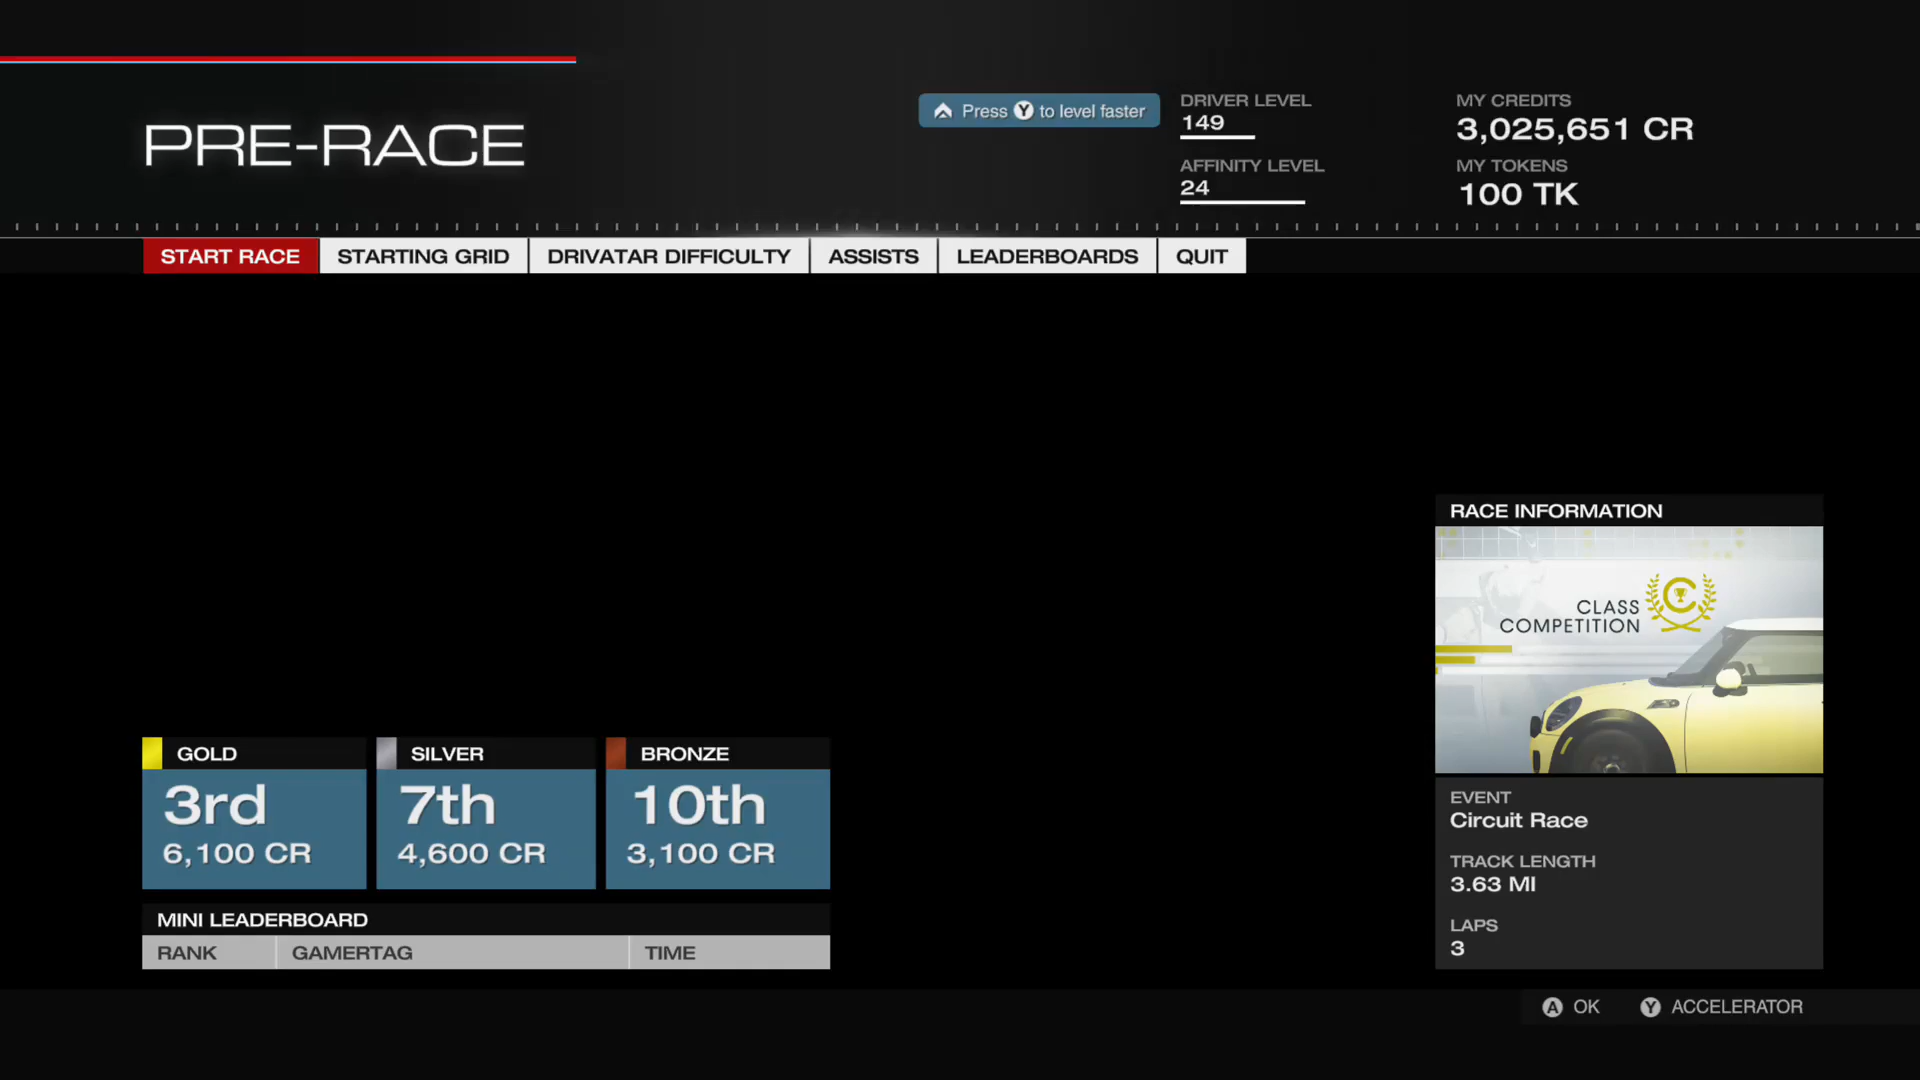 PRE-RACE
Press Y to level faster
DRIVER LEVEL
149
AFFINITY LEVEL
24
MY CREDITS
3,025,651 CR
MY TOKENS
100 TK
START RACE
STARTING GRID
DRIVATAR DIFFICULTY
ASSISTS
LEADERBOARDS
QUIT
RACE INFORMATION
CLASS
COMPETITION
C
EVENT
Circuit Race
TRACK LENGTH
3.63 MI
LAPS
3
GOLD
3rd
6,100 CR
SILVER
7th
4,600 CR
BRONZE
10th
3,100 CR
MINI LEADERBOARD
RANK GAMERTAG TIME
A OK Y ACCELERATOR